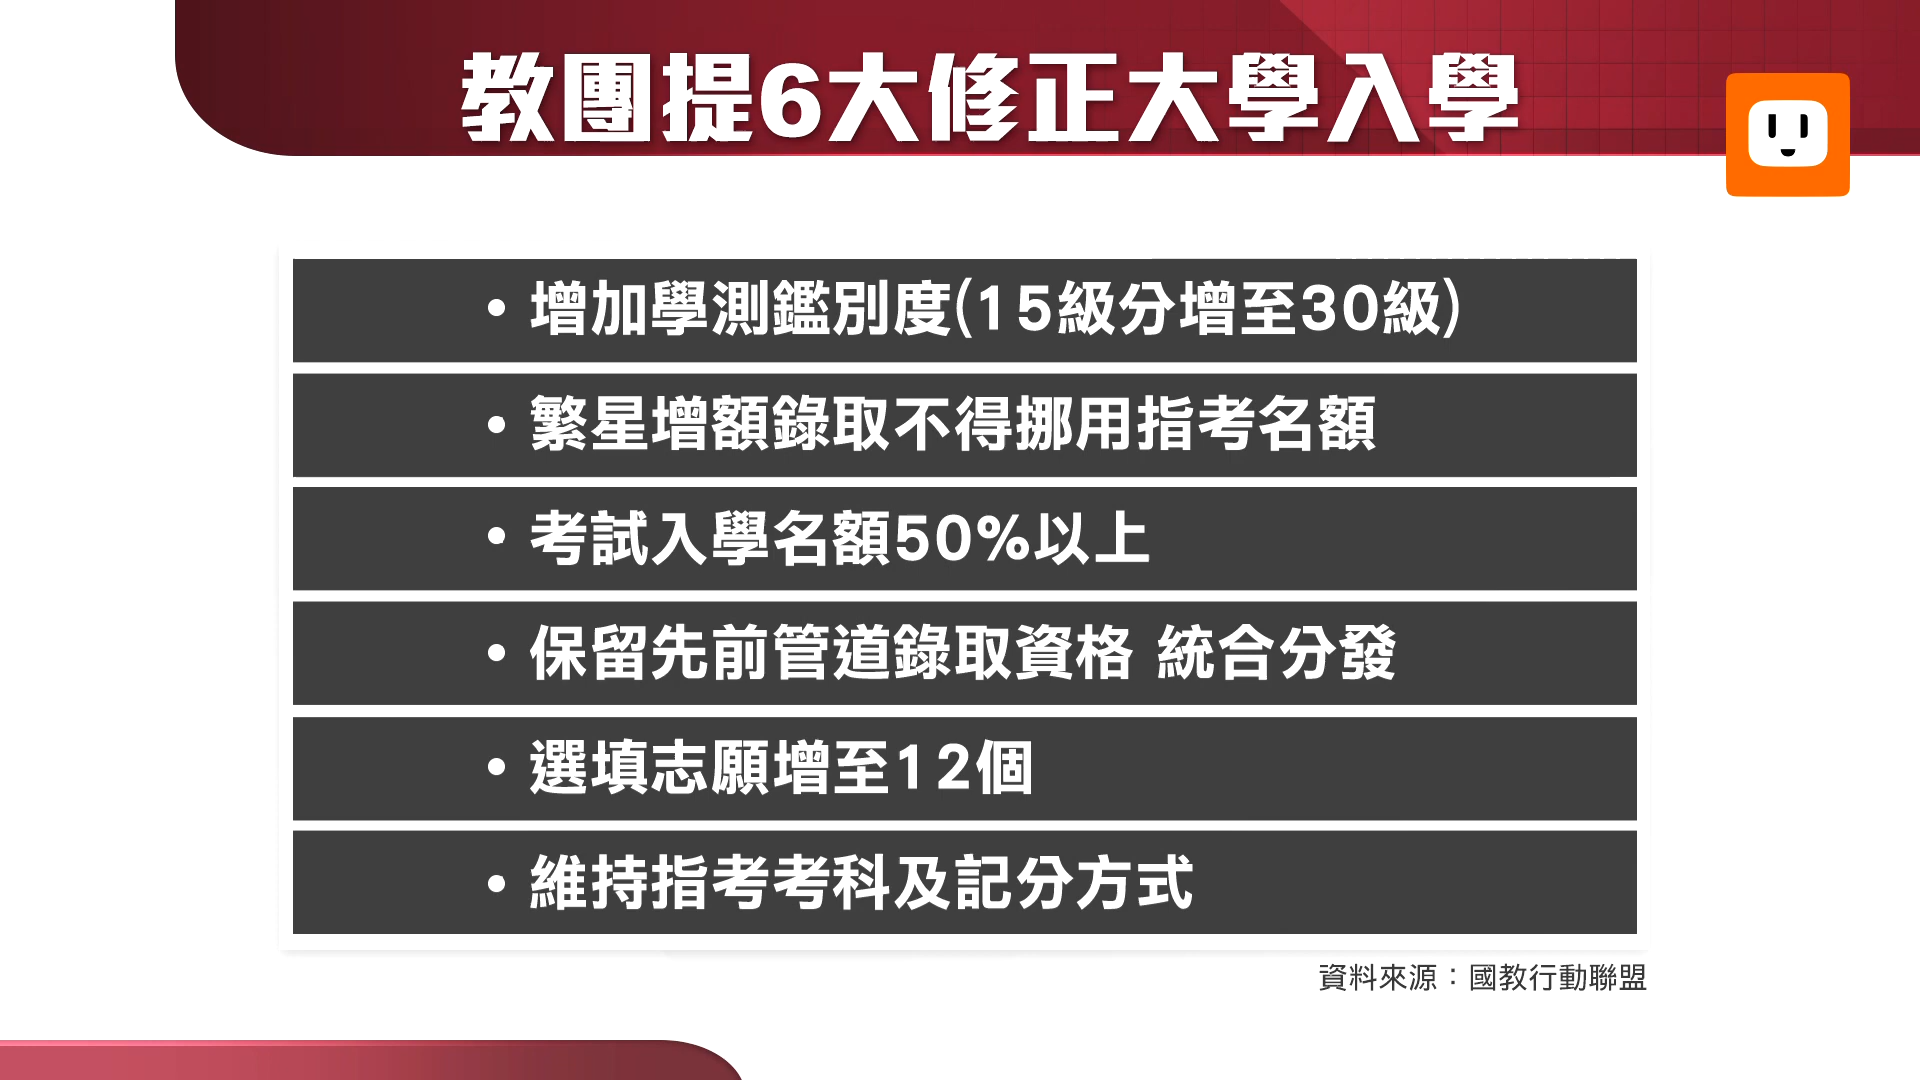 教團提6大修正大學入學
• 增加學測鑑別度(15級分增至30級)
• 繁星增額錄取不得挪用指考名額
• 考試入學名額50%以上
• 保留先前管道錄取資格 統合分發
• 選填志願增至12個
• 維持指考考科及記分方式
資料來源：國教行動聯盟